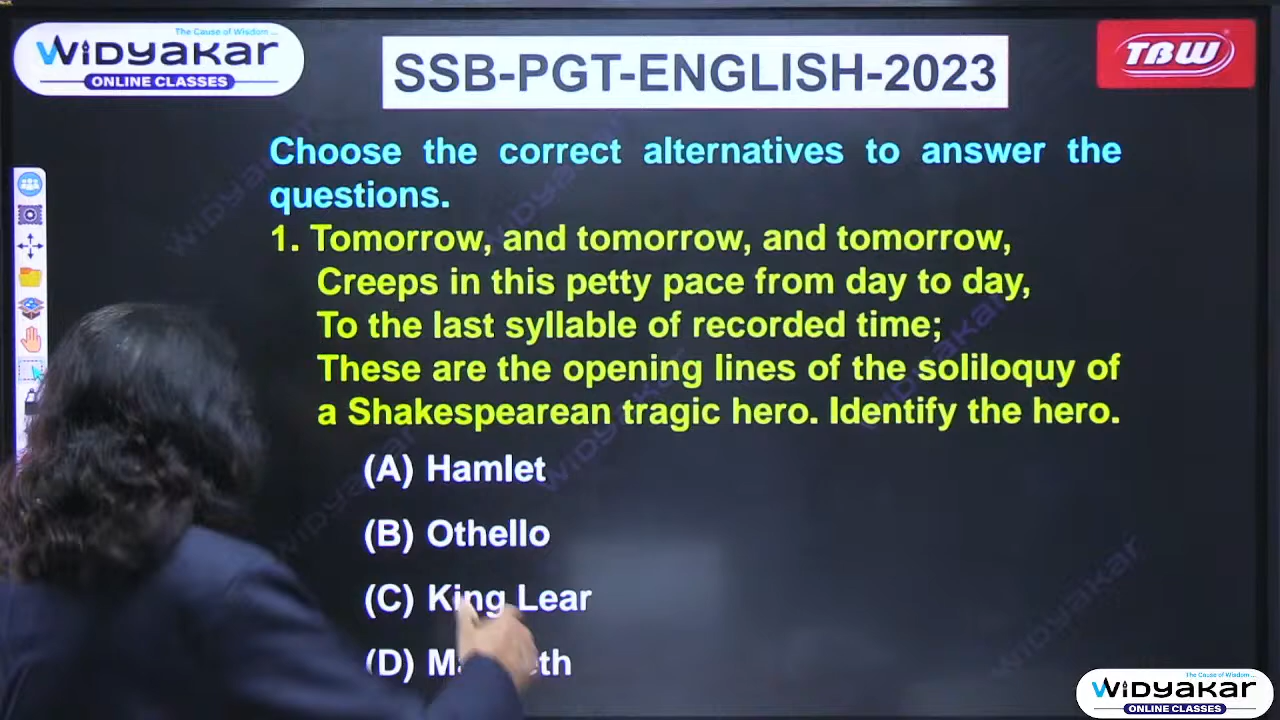 The Cause of Wisdom ...
WiDYAKAR
ONLINE CLASSES
SSB-PGT-ENGLISH-2023
TBW
Choose the correct alternatives to answer the
questions.
1. Tomorrow, and tomorrow, and tomorrow,
Creeps in this petty pace from day to day,
To the last syllable of recorded time;
These are the opening lines of the soliloquy of
a Shakespearean tragic hero. Identify the hero.
(A) Hamlet
(B) Othello
(C) King Lear
(D)
The Cause of Wisdom ...
WiDYAKAR
ONLINE CLASSES